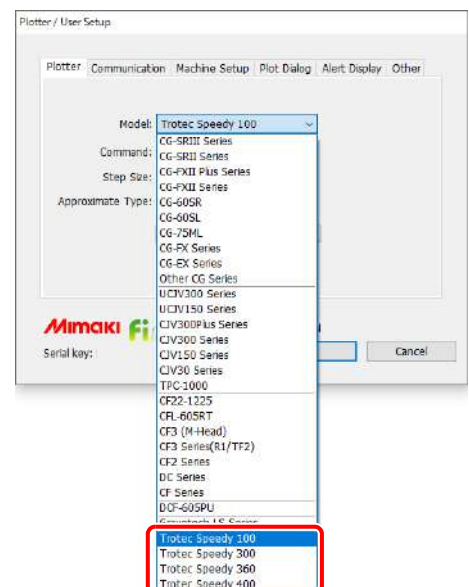 Plotter / User Setup
Plotter Communication Machine Setup Plot Dialog Alert Display Other
Model: Trotec Speedy 100
Command:
Step Size:
Approximate Type:
CG-SRIII Series
CG-SRII Series
CG-FXII Plus Series
CG-FXII Series
CG-60SR
CG-60SL
CG-75ML
CG-FX Series
CG-EX Series
Other CG Series
UCJV300 Series
UCJV150 Series
CJV300Plus Series
CJV300 Series
CJV150 Series
CJV30 Series
TPC-1000
CF22-1225
CFL-605RT
CF3 (M-Head)
CF3 Series(R1/TF2)
CF2 Series
DC Series
CF Series
DCF-605PU
Trotec Speedy 100
Trotec Speedy 300
Trotec Speedy 360
Trotec Speedy 400
Mimaki Fi
Serial key:
Cancel